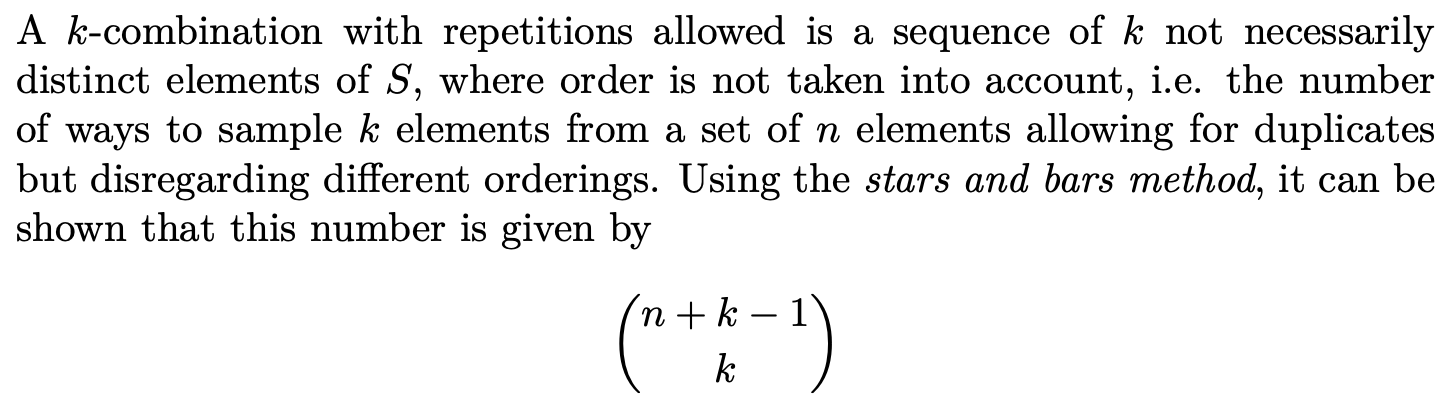 A k-combination with repetitions allowed is a sequence of k not necessarily
distinct elements of S, where order is not taken into account, i.e. the number
of ways to sample k elements from a set of n elements allowing for duplicates
but disregarding different orderings. Using the stars and bars method, it can be
shown that this number is given by
(n + k − 1
k)